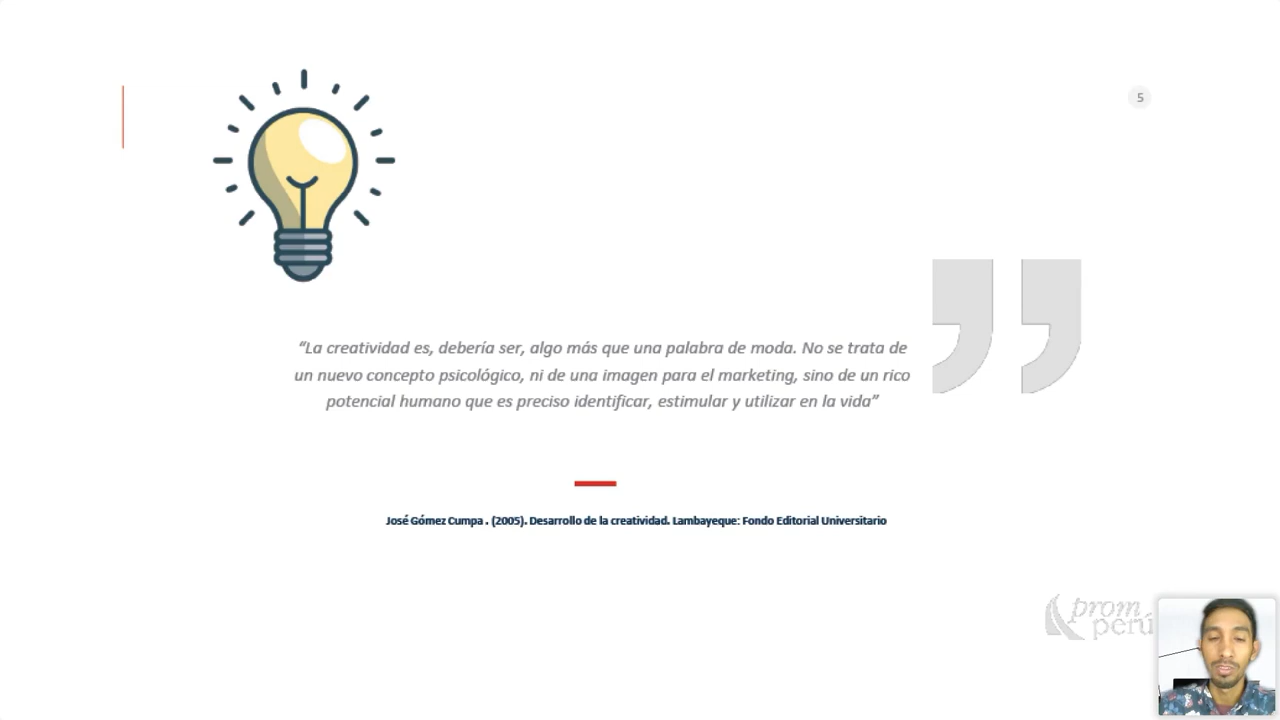 5
“La creatividad es, debería ser, algo más que una palabra de moda. No se trata de
un nuevo concepto psicológico, ni de una imagen para el marketing, sino de un rico
potencial humano que es preciso identificar, estimular y utilizar en la vida”
José Gómez Cumpa . (2005). Desarrollo de la creatividad. Lambayeque: Fondo Editorial Universitario
prom
perú